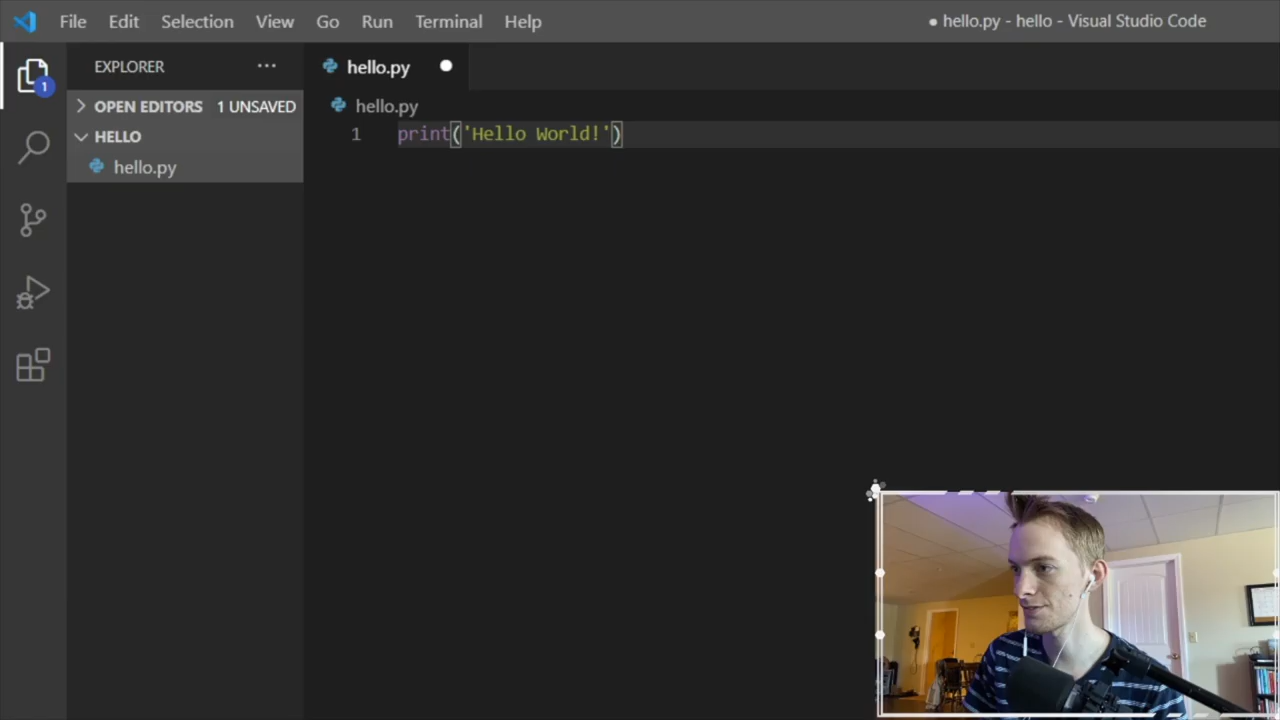 File Edit Selection View Go Run Terminal Help
● hello.py - hello - Visual Studio Code
EXPLORER ···
hello.py
1
OPEN EDITORS 1 UNSAVED
hello.py
HELLO
1 print('Hello World!')
hello.py